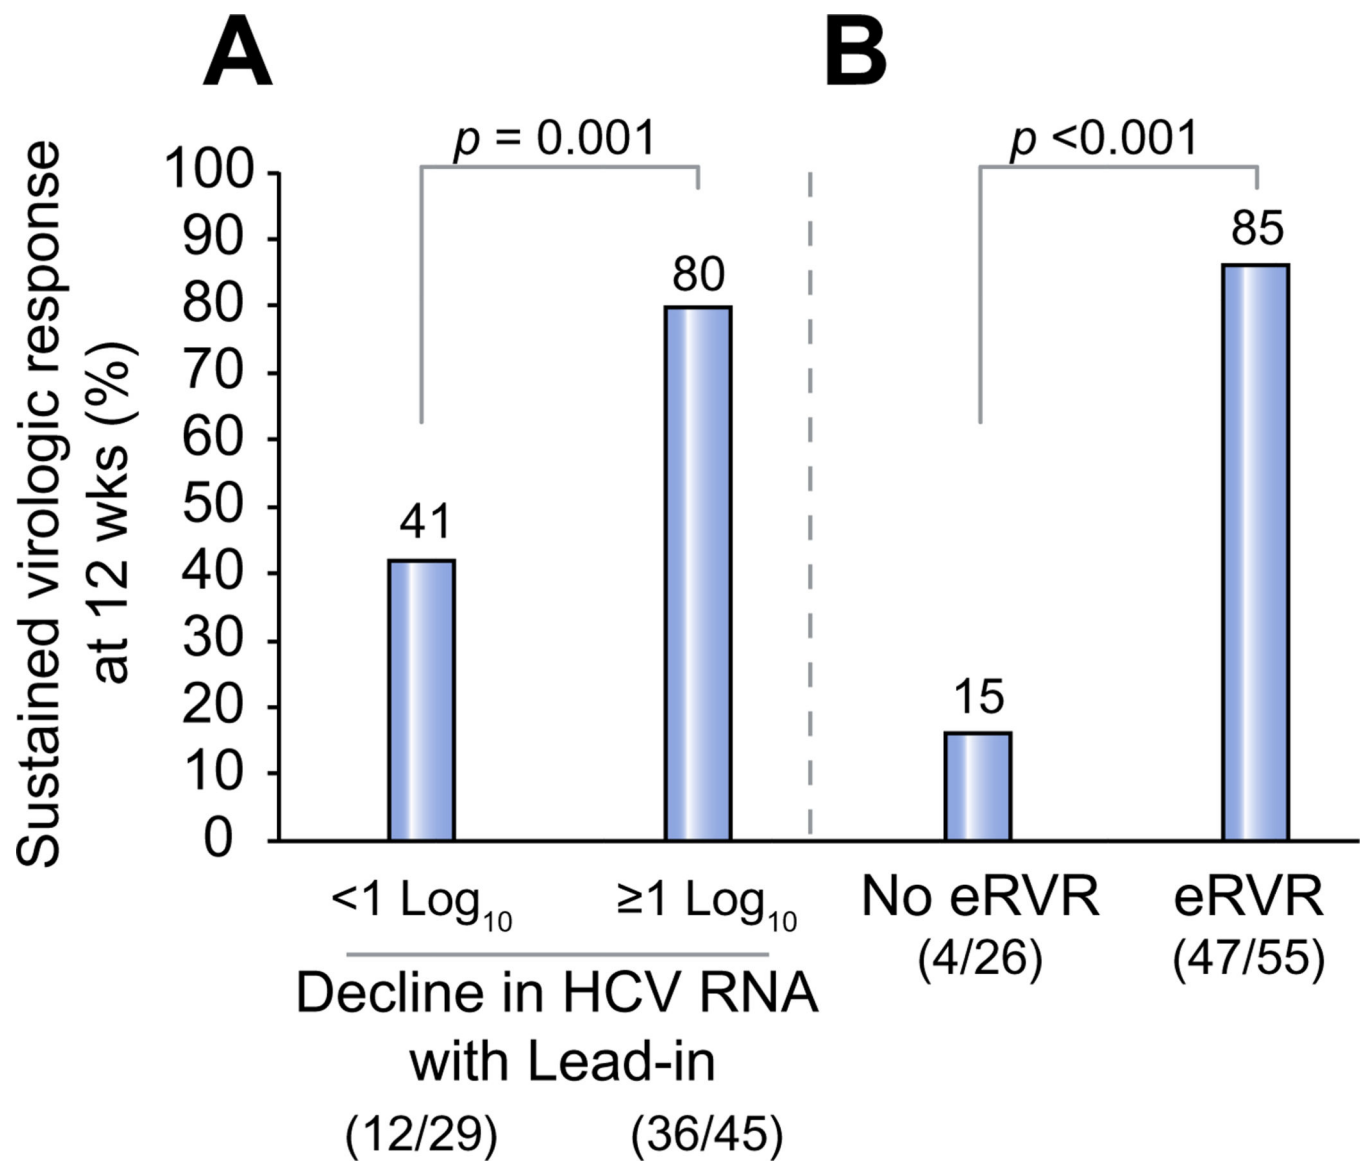 A
B
p = 0.001
p <0.001
Sustained virologic response
at 12 wks (%)
100
90
80
70
60
50
40
30
20
10
0
41
80
15
85
<1 Log10
≥1 Log10
No eRVR
eRVR
(4/26)
(47/55)
Decline in HCV RNA
with Lead-in
(12/29)
(36/45)